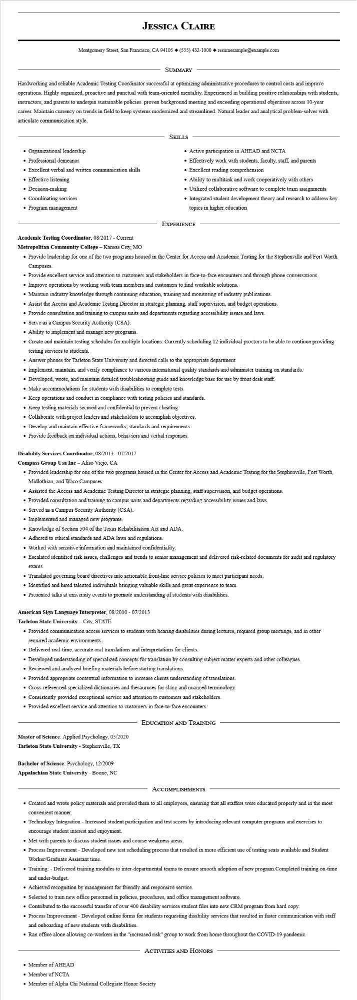 Jessica Claire
Montgomery Street, San Francisco, CA 94105 ◆ (555) 432-1000 ◆ resumesample@example.com
Summary
Hardworking and reliable Academic Testing Coordinator successful at optimizing administrative procedures to control costs and improve
operations. Highly organized, proactive and punctual with team-oriented mentality. Experienced in building positive relationships with students,
instructors, and parents to underpin sustainable policies. proven background meeting and exceeding operational objectives across 10-year
career. Maintain currency on trends in field to keep systems modernized and streamlined. Natural leader and analytical problem-solver with
articulate communication style.
Skills
• Organizational leadership
• Professional demeanor
• Excellent verbal and written communication skills
• Effective listening
• Decision-making
• Coordinating services
• Program management
• Active participation in AHEAD and NCTA
• Effectively work with students, faculty, staff, and parents
• Excellent reading comprehension
• Ability to multitask and work cooperatively with others
• Utilized collaborative software to complete team assignments
• Integrated student development theory and research to address key
topics in higher education
Experience
Academic Testing Coordinator, 08/2017 - Current
Metropolitan Community College – Kansas City, MO
• Provide leadership for one of the two programs housed in the Center for Access and Academic Testing for the Stephenville and Fort Worth
Campuses.
• Provide excellent service and attention to customers and stakeholders in face-to-face encounters and through phone conversations.
• Improve operations by working with team members and customers to find workable solutions.
• Maintain industry knowledge through continuing education, training and monitoring of industry publications.
• Assist the Access and Academic Testing Director in strategic planning, staff supervision, and budget operations.
• Provide consultation and training to campus units and departments regarding accessibility issues and laws.
• Serve as a Campus Security Authority (CSA).
• Ability to implement and manage new programs.
• Create and maintain testing schedules for multiple locations. Currently scheduling 12 individual proctors to be able to continue providing
testing services to students.
• Answer phones for Tarleton State University and directed calls to the appropriate department
• Implement, maintain, and verify compliance to various international quality standards and administer training on standards.
• Developed, wrote, and maintain detailed troubleshooting guide and knowledge base for use by front desk staff.
• Make accommodations for students with disabilities to complete tests.
• Keep operations and conduct in compliance with testing policies and standards.
• Keep testing materials secured and confidential to prevent cheating.
• Collaborate with project leaders and stakeholders to accomplish objectives.
• Develop and maintain effective frameworks, standards and requirements.
• Provide feedback on individual actions, behaviors and verbal responses.
Disability Services Coordinator, 08/2013 - 07/2017
Compass Group Usa Inc – Aliso Viejo, CA
• Provided leadership for one of the two programs housed in the Center for Access and Academic Testing for the Stephenville, Fort Worth,
Midlothian, and Waco Campuses.
• Assisted the Access and Academic Testing Director in strategic planning, staff supervision, and budget operations.
• Provided consultation and training to campus units and departments regarding accessibility issues and laws.
• Served as a Campus Security Authority (CSA).
• Implemented and managed new programs.
• Knowledge of Section 504 of the Texas Rehabilitation Act and ADA.
• Adhered to ethical standards and ADA laws and regulations.
• Worked with sensitive information and maintained confidentiality.
• Escalated identified risk issues, challenges and trends to senior management and delivered risk-related documents for audit and regulatory
exams.
• Translated governing board directives into actionable front-line service policies to meet participant needs.
• Identified and hired talented individuals bringing valuable skills and great experience to team.
• Presented talks at university events to promote understanding of students with disabilities.
American Sign Language Interpreter, 08/2010 - 07/2013
Tarleton State University – City, STATE
• Provided communication access services to students with hearing disabilities during lectures, required group meetings, and in other
required academic environments.
• Delivered real-time, accurate oral translations and interpretations for clients.
• Developed understanding of specialized concepts for translation by consulting subject matter experts and other colleagues.
• Reviewed and analyzed briefing materials before starting translations.
• Provided appropriate contextual information to increase clients understanding of translations.
• Cross-referenced specialized dictionaries and thesauruses for slang and nuanced terminology.
• Consistently provided exceptional service and attention to customers and stakeholders.
• Provided excellent service and attention to customers in face-to-face encounters.
Education and Training
Master of Science: Applied Psychology, 05/2020
Tarleton State University - Stephenville, TX
Bachelor of Science: Psychology, 12/2009
Appalachian State University - Boone, NC
Accomplishments
• Created and wrote policy materials and provided them to all employees, ensuring that all staffers were educated properly and in the most
convenient manner.
• Technology Integration - Increased student participation and test scores by introducing relevant computer programs and exercises to
encourage student interest and enjoyment.
• Met with parents to discuss student issues and course weakness areas.
• Process Improvement - Developed new test scheduling process that resulted in more efficient use of testing seats available and Student
Worker/Graduate Assistant time.
• Training: - Delivered training modules to inter-departmental teams to ensure smooth adoption of new program.Completed training on-time
and under-budget.
• Achieved recognition by management for friendly and responsive service.
• Selected to train new office personnel in policies, procedures, and office management software.
• Contributed to the successful transfer of over 400 disability services student files into new CRM program from hard copy.
• Process Improvement - Developed online forms for students requesting disability services that resulted in faster communication with staff
and onboarding of new students with disabilities.
• Ran office alone allowing co-workers in the "increased risk" group to work from home throughout the COVID-19 pandemic.
Activities and Honors
• Member of AHEAD
• Member of NCTA
• Member of Alpha Chi National Collegiate Honor Society